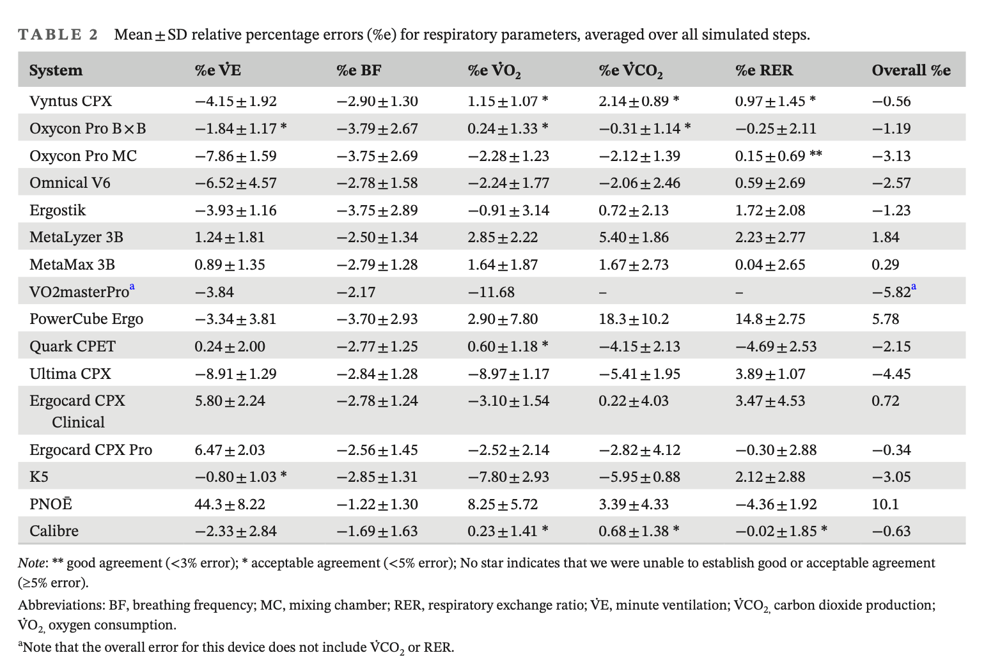 TABLE 2 Mean ± SD relative percentage errors (%e) for respiratory parameters, averaged over all simulated steps.
System %e V̇E %e BF %e V̇O₂ %e V̇CO₂ %e RER Overall %e
Vyntus CPX −4.15 ± 1.92 −2.90 ± 1.30 1.15 ± 1.07 * 2.14 ± 0.89 * 0.97 ± 1.45 * −0.56
Oxycon Pro B×B −1.84 ± 1.17 * −3.79 ± 2.67 0.24 ± 1.33 * −0.31 ± 1.14 * −0.25 ± 2.11 −1.19
Oxycon Pro MC −7.86 ± 1.59 −3.75 ± 2.69 −2.28 ± 1.23 −2.12 ± 1.39 0.15 ± 0.69 ** −3.13
Omnical V6 −6.52 ± 4.57 −2.78 ± 1.58 −2.24 ± 1.77 −2.06 ± 2.46 0.59 ± 2.69 −2.57
Ergostik −3.93 ± 1.16 −3.75 ± 2.89 −0.91 ± 3.14 0.72 ± 2.13 1.72 ± 2.08 −1.23
MetaLyzer 3B 1.24 ± 1.81 −2.50 ± 1.34 2.85 ± 2.22 5.40 ± 1.86 2.23 ± 2.77 1.84
MetaMax 3B 0.89 ± 1.35 −2.79 ± 1.28 1.64 ± 1.87 1.67 ± 2.73 0.04 ± 2.65 0.29
VO2masterProᵃ −3.84 −2.17 −11.68 – – −5.82ᵃ
PowerCube Ergo −3.34 ± 3.81 −3.70 ± 2.93 2.90 ± 7.80 18.3 ± 10.2 14.8 ± 2.75 5.78
Quark CPET 0.24 ± 2.00 −2.77 ± 1.25 0.60 ± 1.18 * −4.15 ± 2.13 −4.69 ± 2.53 −2.15
Ultima CPX −8.91 ± 1.29 −2.84 ± 1.28 −8.97 ± 1.17 −5.41 ± 1.95 3.89 ± 1.07 −4.45
Ergocard CPX 5.80 ± 2.24 −2.78 ± 1.24 −3.10 ± 1.54 0.22 ± 4.03 3.47 ± 4.53 0.72
Clinical
Ergocard CPX Pro 6.47 ± 2.03 −2.56 ± 1.45 −2.52 ± 2.14 −2.82 ± 4.12 −0.30 ± 2.88 −0.34
K5 −0.80 ± 1.03 * −2.85 ± 1.31 −7.80 ± 2.93 −5.95 ± 0.88 2.12 ± 2.88 −3.05
PNOĒ 44.3 ± 8.22 −1.22 ± 1.30 8.25 ± 5.72 3.39 ± 4.33 −4.36 ± 1.92 10.1
Calibre −2.33 ± 2.84 −1.69 ± 1.63 0.23 ± 1.41 * 0.68 ± 1.38 * −0.02 ± 1.85 * −0.63
Note: ** good agreement (<3% error); * acceptable agreement (<5% error); No star indicates that we were unable to establish good or acceptable agreement
(≥5% error).
Abbreviations: BF, breathing frequency; MC, mixing chamber; RER, respiratory exchange ratio; V̇E, minute ventilation; V̇CO₂, carbon dioxide production;
V̇O₂, oxygen consumption.
ᵃNote that the overall error for this device does not include V̇CO₂ or RER.